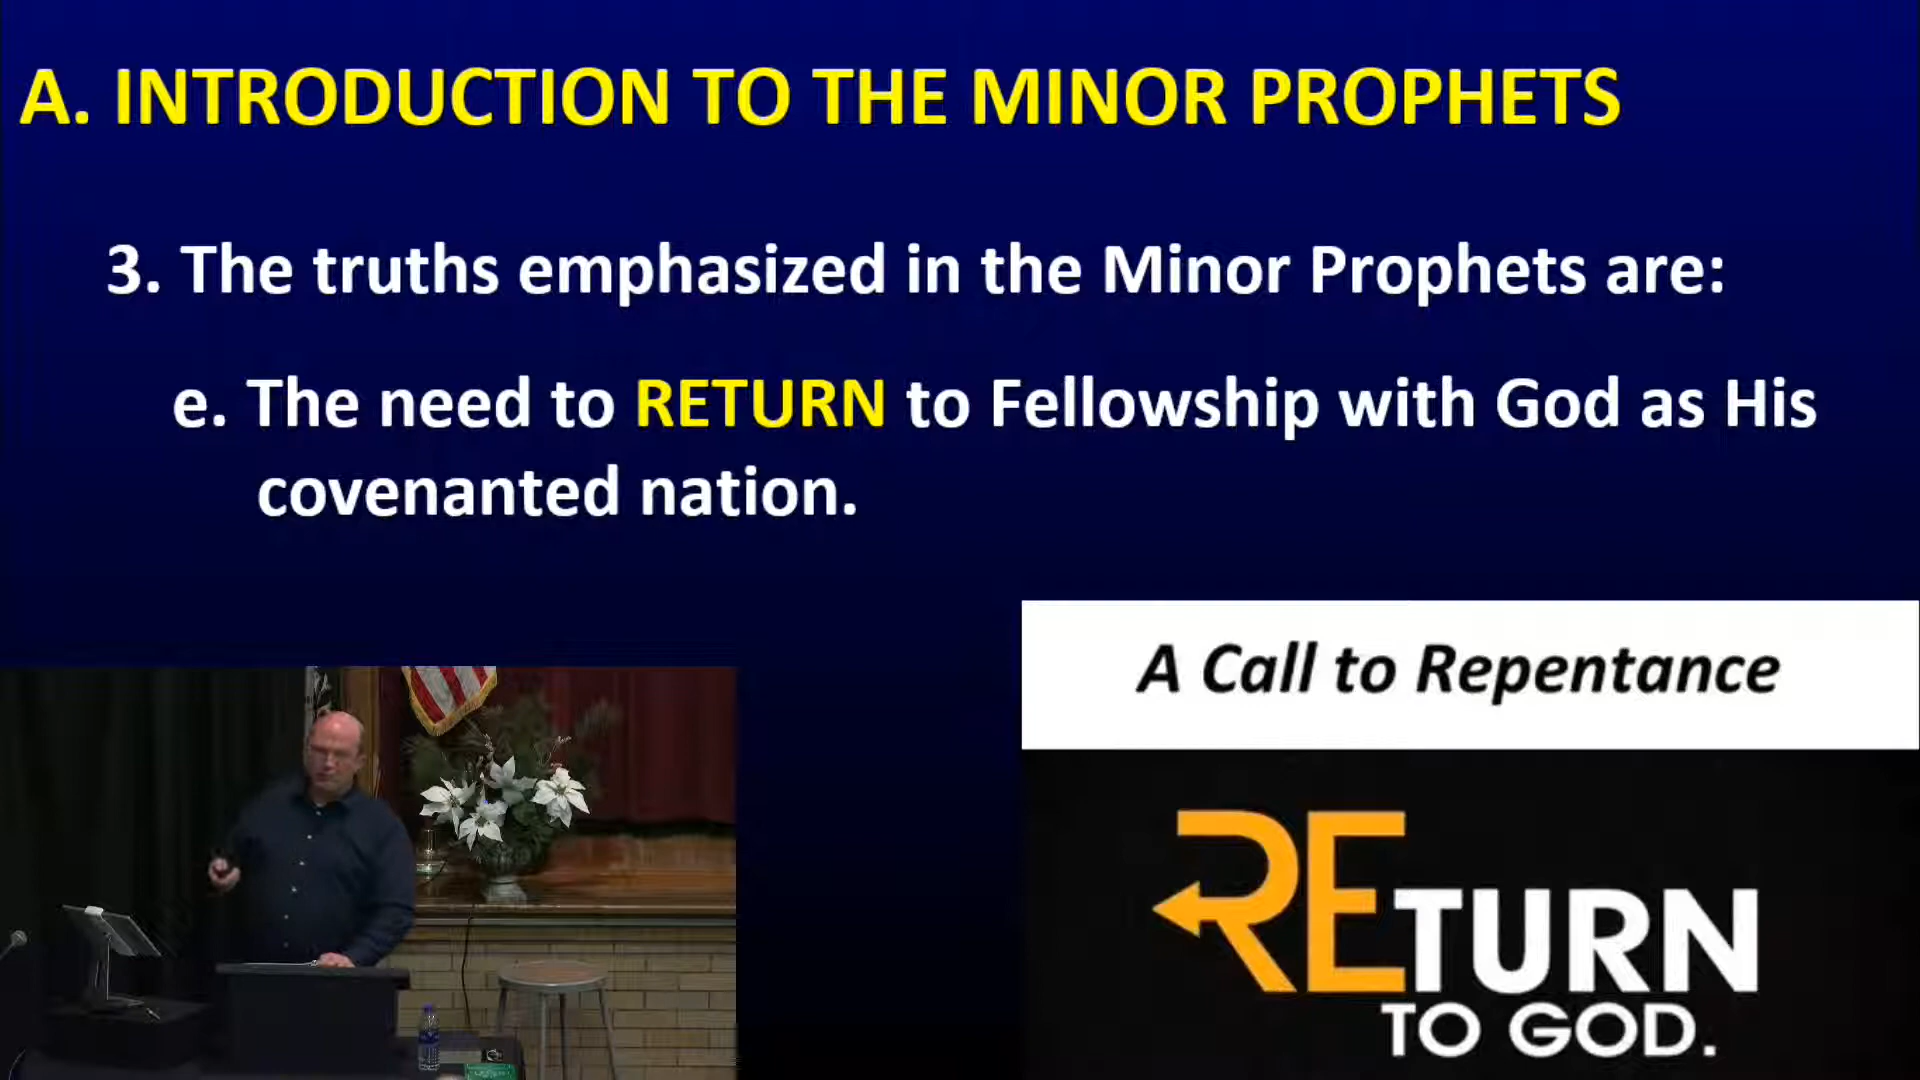 A. INTRODUCTION TO THE MINOR PROPHETS
3. The truths emphasized in the Minor Prophets are:
e. The need to RETURN to Fellowship with God as His
covenanted nation.
A Call to Repentance
RETURN
TO GOD.